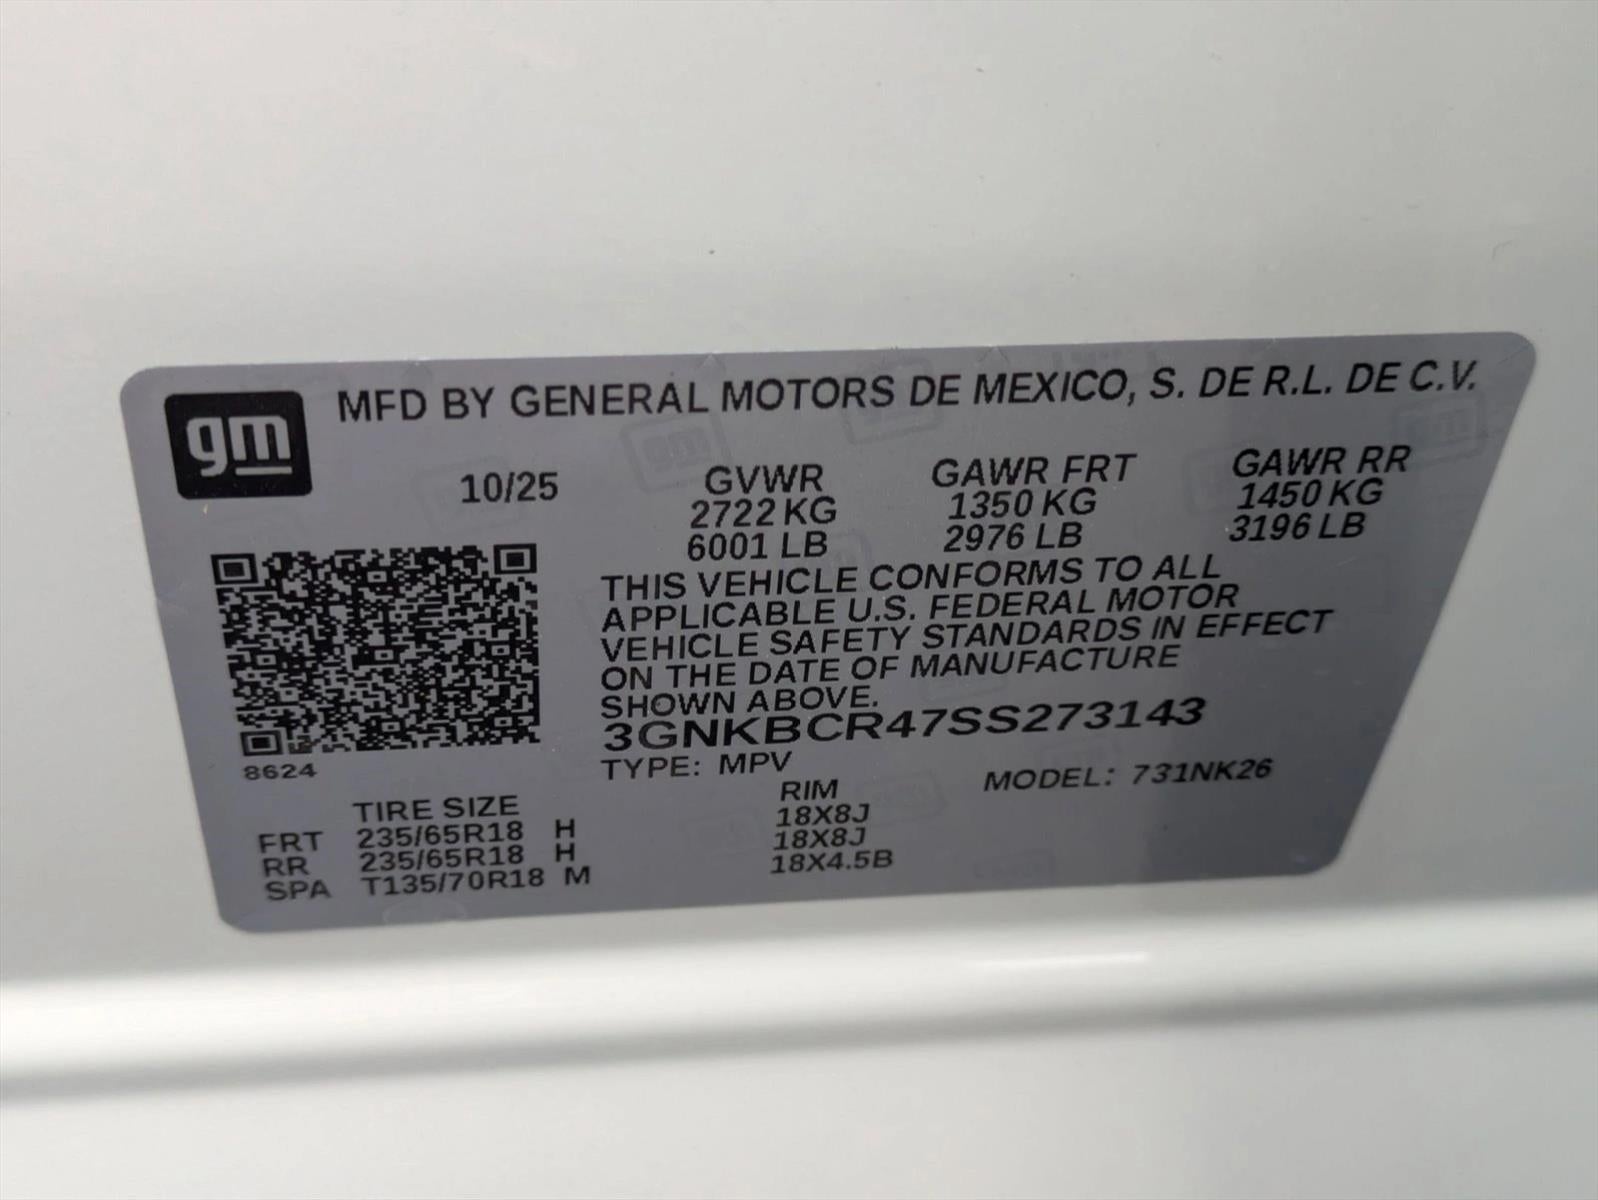 gm
MFD BY GENERAL MOTORS DE MEXICO, S. DE R.L. DE C.V.
10/25 GVWR GAWR FRT GAWR RR
2722 KG 1350 KG 1450 KG
6001 LB 2976 LB 3196 LB
THIS VEHICLE CONFORMS TO ALL
APPLICABLE U.S. FEDERAL MOTOR
VEHICLE SAFETY STANDARDS IN EFFECT
ON THE DATE OF MANUFACTURE
SHOWN ABOVE.
3GNKBCR47SS273143
8624
TYPE: MPV MODEL: 731NK26
TIRE SIZE RIM
FRT 235/65R18 H 18X8J
RR 235/65R18 H 18X8J
SPA T135/70R18 M 18X4.5B